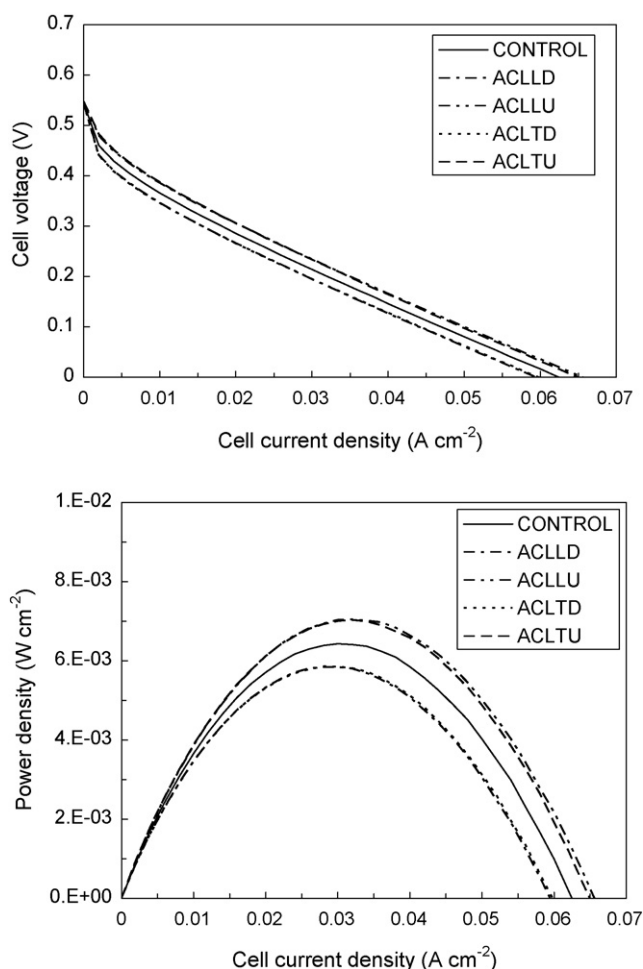 0.7
0.6
0.5
0.4
0.3
0.2
0.1
0
Cell voltage (V)
CONTROL
ACLLD
ACLLU
ACLTD
ACLTU
0 0.01 0.02 0.03 0.04 0.05 0.06 0.07
Cell current density (A cm-2)
1.E-02
8.E-03
6.E-03
4.E-03
2.E-03
0.E+00
Power density (W cm-2)
CONTROL
ACLLD
ACLLU
ACLTD
ACLTU
0 0.01 0.02 0.03 0.04 0.05 0.06 0.07
Cell current density (A cm-2)